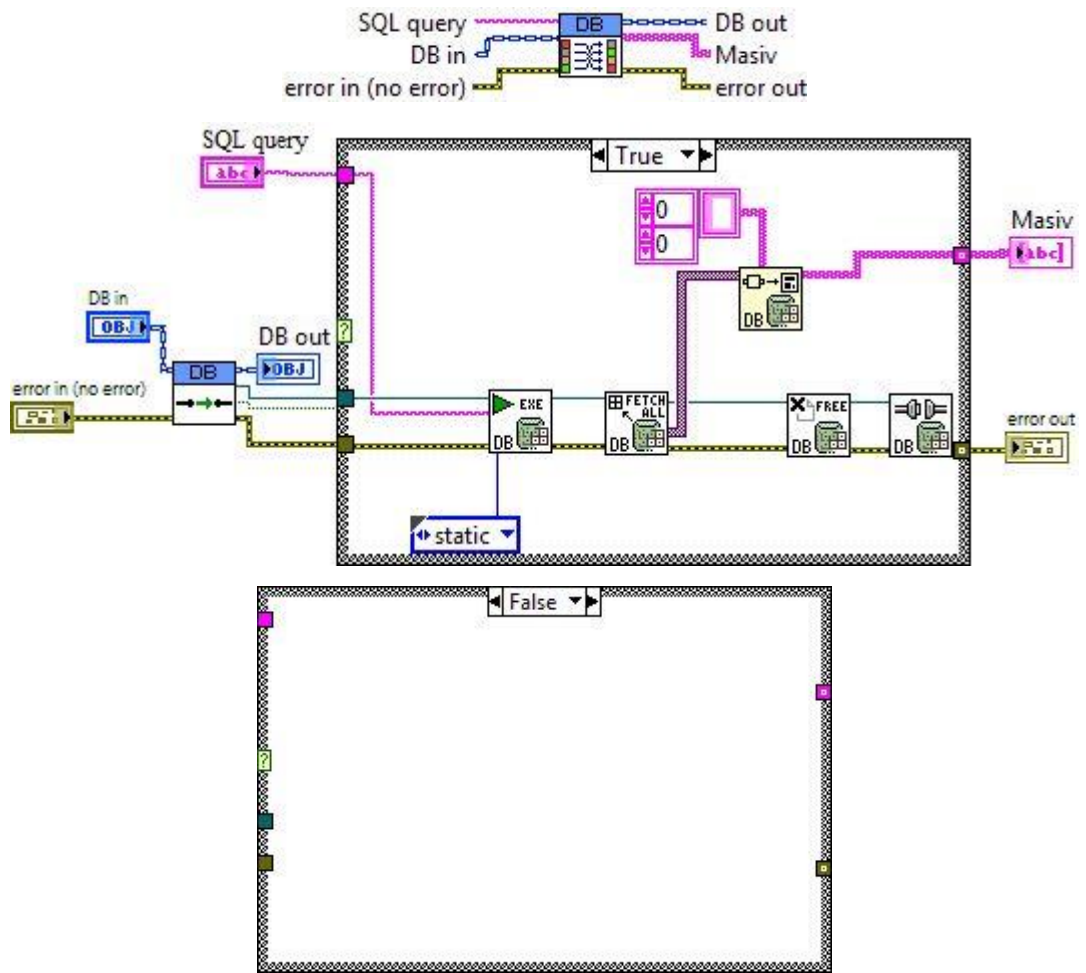 SQL query DB DB out
DB in Masiv
error in (no error) error out
SQL query
abc
True
0
0
Masiv
abc
DB in
OBJ
DB out
OBJ
DB
error in (no error)
?
DB
EXE
DB
FETCH
ALL
DB
FREE
DB
DB
error out
static
False
?